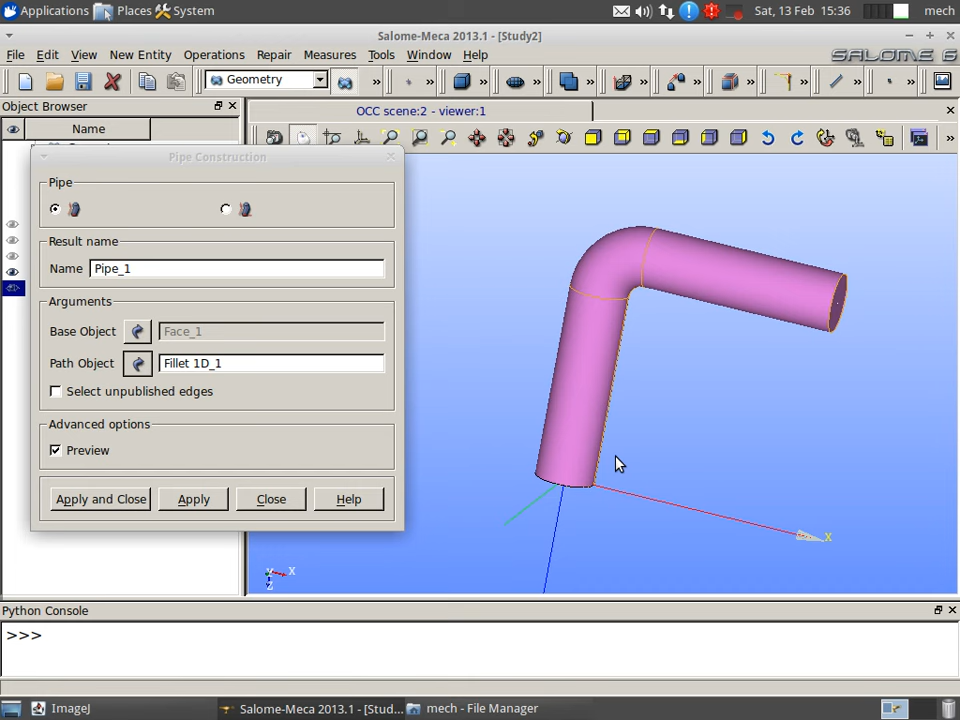 Applications Places System Sat, 13 Feb 15:36 mech
Salome-Meca 2013.1 - [Study2]
File Edit View New Entity Operations Repair Measures Tools Window Help SALOME 6
Geometry » » » » » » » » » »
Object Browser
Name
OCC scene:2 - viewer:1
»
Pipe Construction
Pipe
Result name
Name Pipe_1
Arguments
Base Object Face_1
Path Object Fillet 1D_1
Select unpublished edges
Advanced options
Preview
Apply and Close Apply Close Help
X
X
Z
Python Console
>>>
ImageJ Salome-Meca 2013.1 - [Stud... mech - File Manager